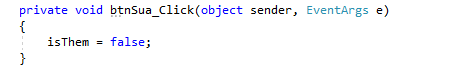 private void btnSua_Click(object sender, EventArgs e)
{
    isThem = false;
}